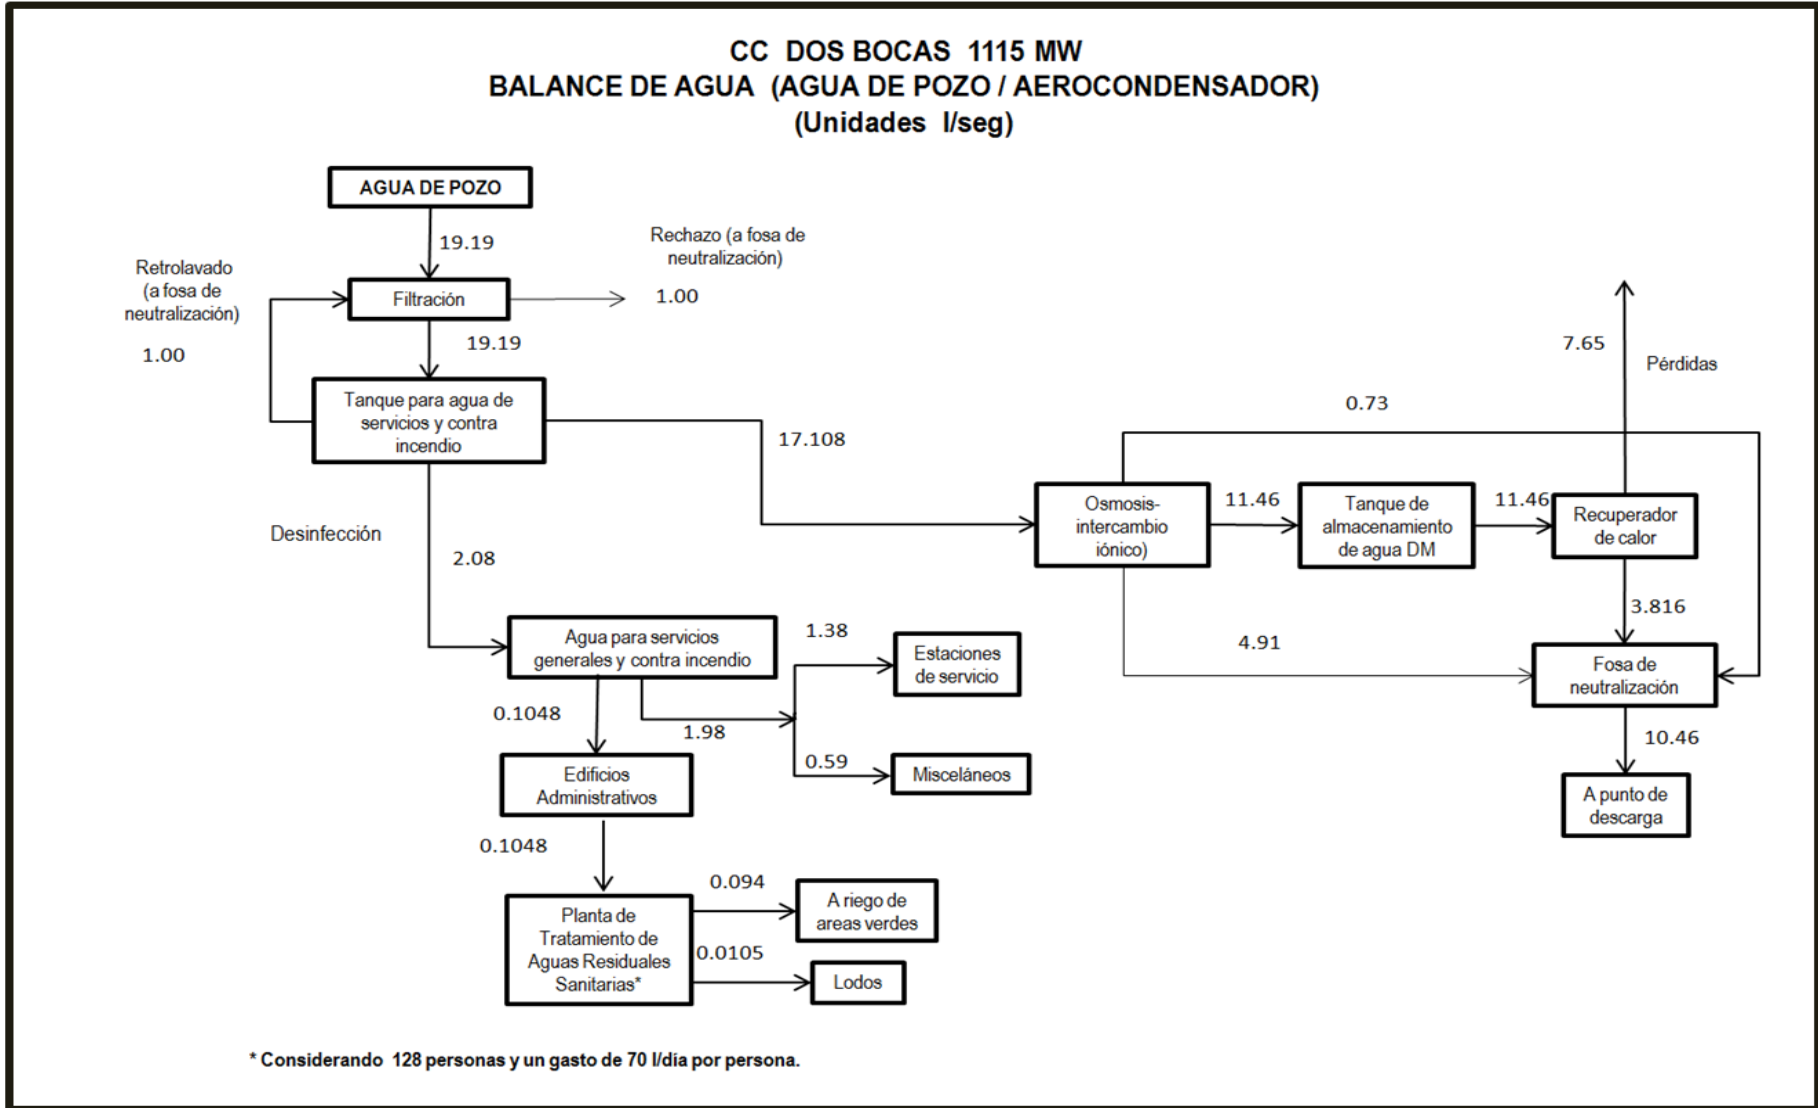 CC DOS BOCAS 1115 MW
BALANCE DE AGUA (AGUA DE POZO / AEROCONDENSADOR)
(Unidades l/seg)
AGUA DE POZO
19.19
Rechazo (a fosa de
neutralización)
1.00
Retrolavado
(a fosa de
neutralización)
1.00
Filtración
19.19
Tanque para agua de
servicios y contra
incendio
17.108
7.65
Pérdidas
0.73
Osmosis-
intercambio
iónico)
11.46
Tanque de
almacenamiento
de agua DM
11.46
Recuperador
de calor
Desinfección
2.08
3.816
4.91
Agua para servicios
generales y contra incendio
1.38
Estaciones
de servicio
Fosa de
neutralización
0.1048
1.98
0.59
Misceláneos
10.46
A punto de
descarga
Edificios
Administrativos
0.1048
Planta de
Tratamiento de
Aguas Residuales
Sanitarias*
0.094
A riego de
areas verdes
0.0105
Lodos
* Considerando 128 personas y un gasto de 70 l/día por persona.